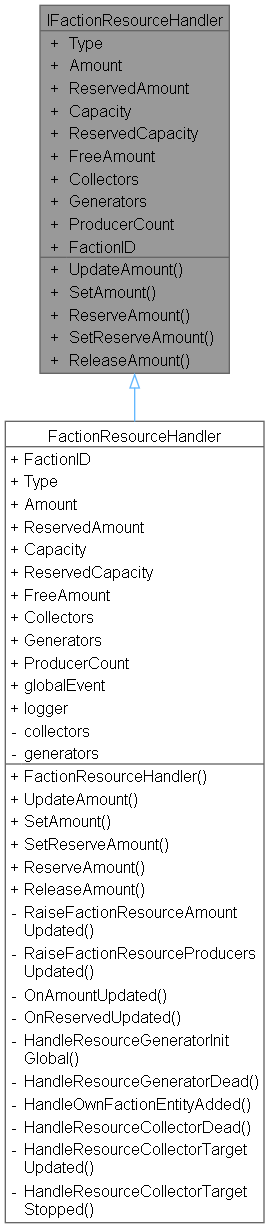 IFactionResourceHandler
+ Type
+ Amount
+ ReservedAmount
+ Capacity
+ ReservedCapacity
+ FreeAmount
+ Collectors
+ Generators
+ ProducerCount
+ FactionID
+ UpdateAmount()
+ SetAmount()
+ ReserveAmount()
+ SetReserveAmount()
+ ReleaseAmount()
FactionResourceHandler
+ FactionID
+ Type
+ Amount
+ ReservedAmount
+ Capacity
+ ReservedCapacity
+ FreeAmount
+ Collectors
+ Generators
+ ProducerCount
+ globalEvent
+ logger
- collectors
- generators
+ FactionResourceHandler()
+ UpdateAmount()
+ SetAmount()
+ SetReserveAmount()
+ ReserveAmount()
+ ReleaseAmount()
- RaiseFactionResourceAmount
Updated()
- RaiseFactionResourceProducers
Updated()
- OnAmountUpdated()
- OnReservedUpdated()
- HandleResourceGeneratorInit
Global()
- HandleResourceGeneratorDead()
- HandleOwnFactionEntityAdded()
- HandleResourceCollectorDead()
- HandleResourceCollectorTarget
Updated()
- HandleResourceCollectorTarget
Stopped()